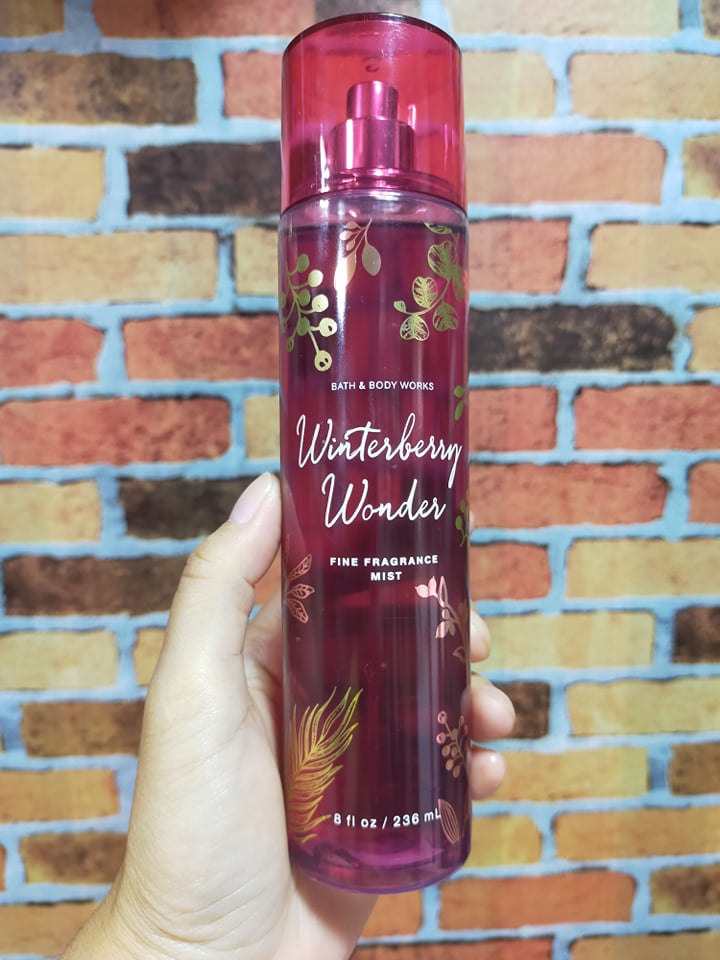 BATH & BODY WORKS
Winterberry
Wonder
FINE FRAGRANCE
MIST
8 fl oz / 236 mL